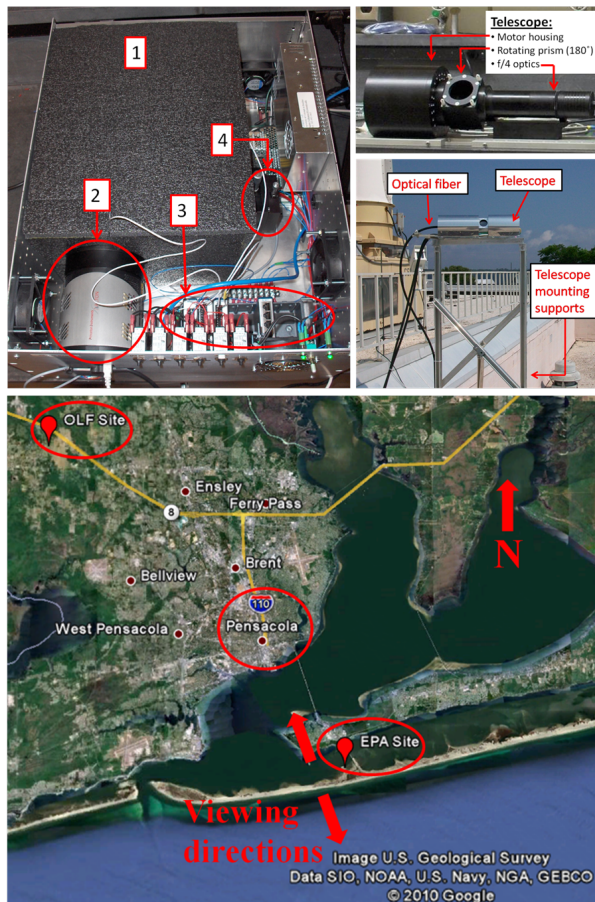 1
2
3
4
Telescope:
• Motor housing
• Rotating prism (180˚)
• f/4 optics
Optical fiber
Telescope
Telescope
mounting
supports
OLF Site
Ensley
8
Ferry Pass
Brent
Bellview
110
West Pensacola
Pensacola
N
EPA Site
Viewing
directions
Image U.S. Geological Survey
Data SIO, NOAA, U.S. Navy, NGA, GEBCO
© 2010 Google